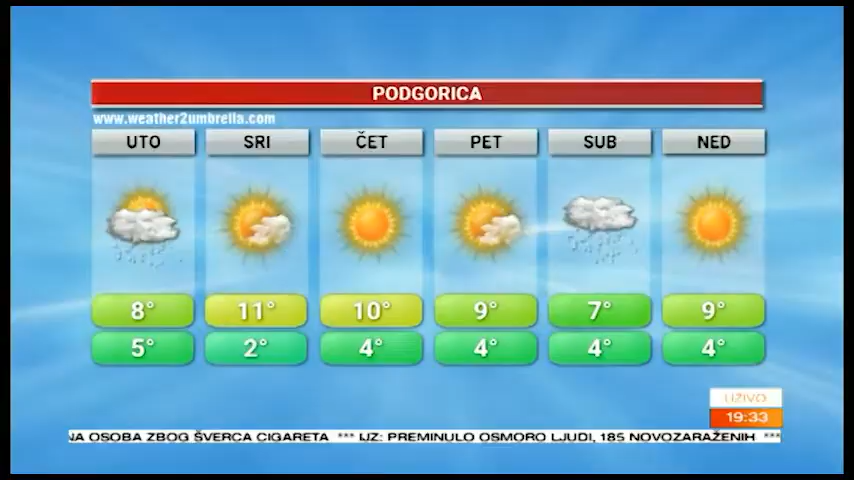 PODGORICA
www.weather2umbrella.com
UTO SRI ČET PET SUB NED
8° 11° 10° 9° 7° 9°
5° 2° 4° 4° 4° 4°
UŽIVO
19:33
OSOBA ZBOG ŠVERCA CIGARETA *** IJZ: PREMINULO OSMORO LJUDI, 185 NOVOZARAŽENIH ***